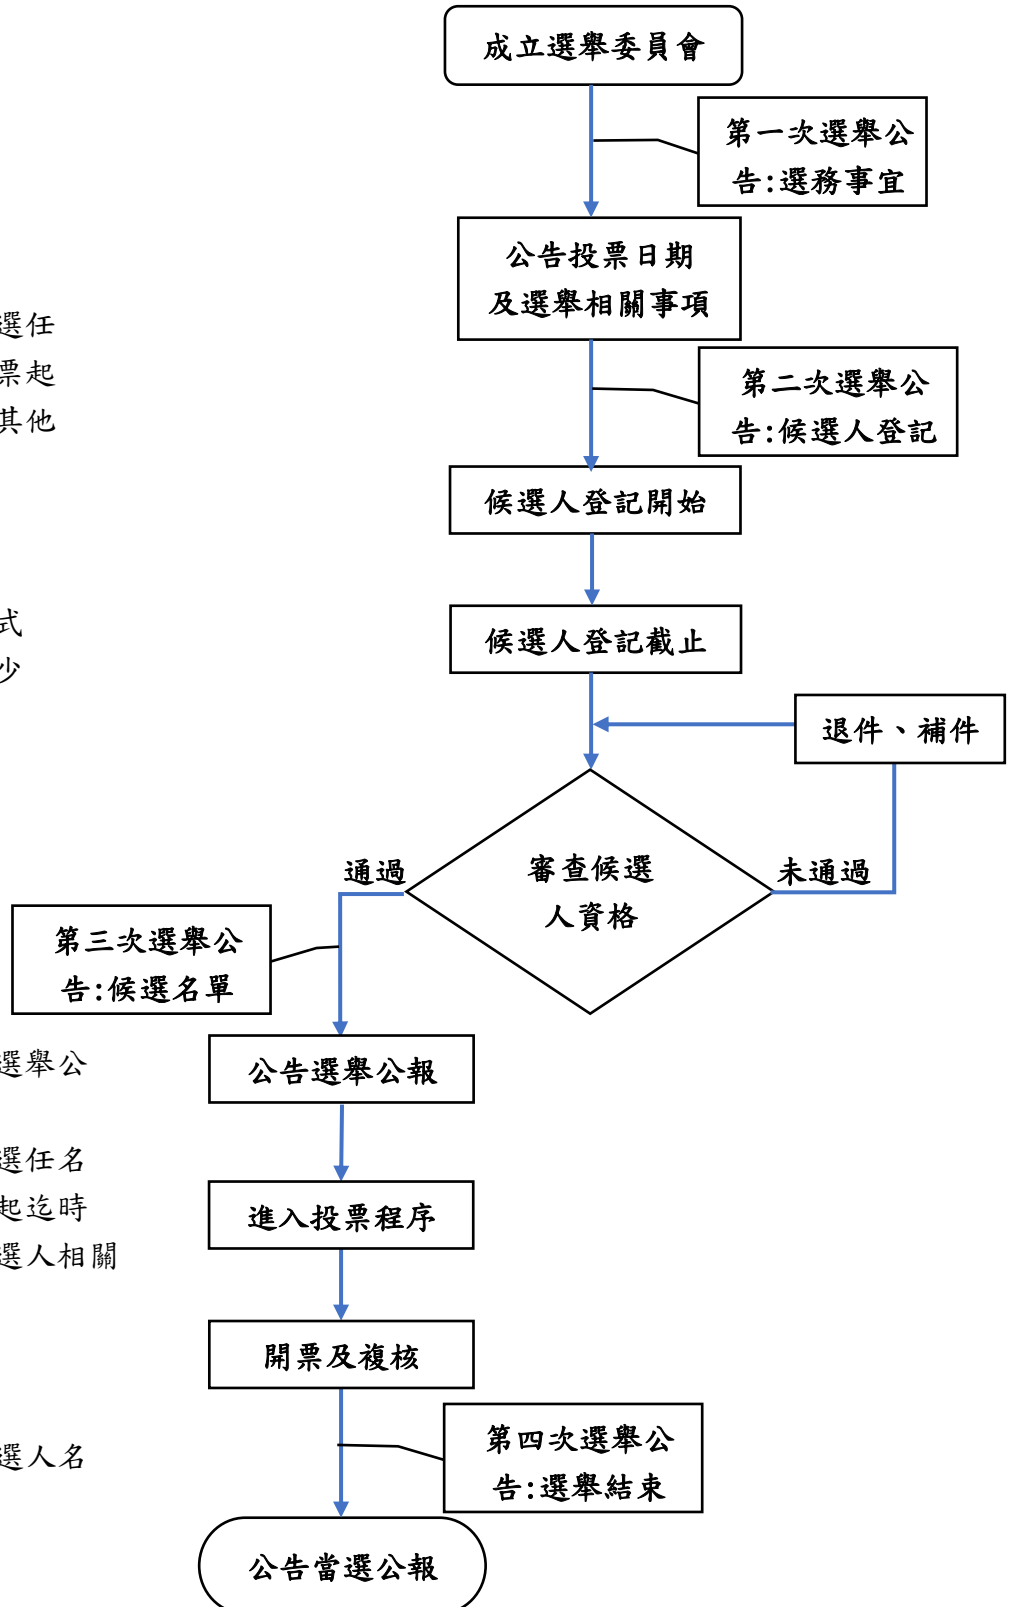 成立選舉委員會
第一次選舉公
告:選務事宜
公告投票日期
及選舉相關事項
選任
票起
其他
第二次選舉公
告:候選人登記
候選人登記開始
式
候選人登記截止
少
退件、補件
審查候選
人資格
通過
未通過
第三次選舉公
告:候選名單
選舉公
公告選舉公報
選任名
起迄時
選人相關
進入投票程序
開票及複核
第四次選舉公
告:選舉結束
選人名
公告當選公報